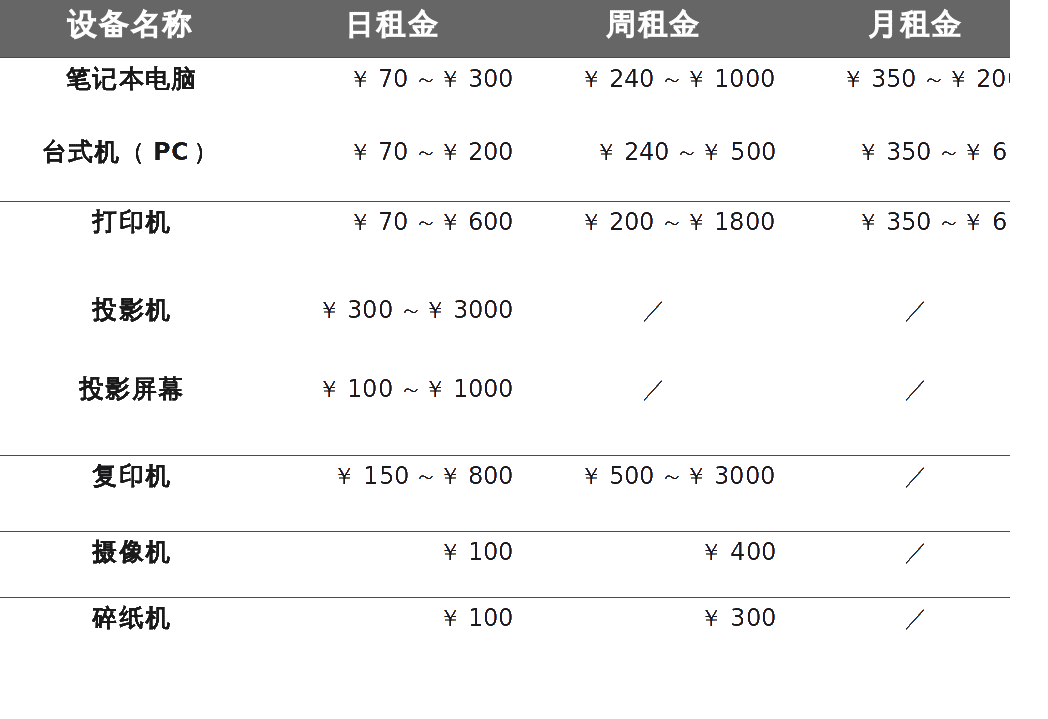 设备名称 日租金 周租金 月租金
笔记本电脑 ￥ 70 ～￥ 300 ￥ 240 ～￥ 1000 ￥ 350 ～￥ 20
台式机（ PC） ￥ 70 ～￥ 200 ￥ 240 ～￥ 500 ￥ 350 ～￥ 6
打印机 ￥ 70 ～￥ 600 ￥ 200 ～￥ 1800 ￥ 350 ～￥ 6
投影机 ￥ 300 ～￥ 3000 ／ ／
投影屏幕 ￥ 100 ～￥ 1000 ／ ／
复印机 ￥ 150 ～￥ 800 ￥ 500 ～￥ 3000 ／
摄像机 ￥ 100 ￥ 400 ／
碎纸机 ￥ 100 ￥ 300 ／